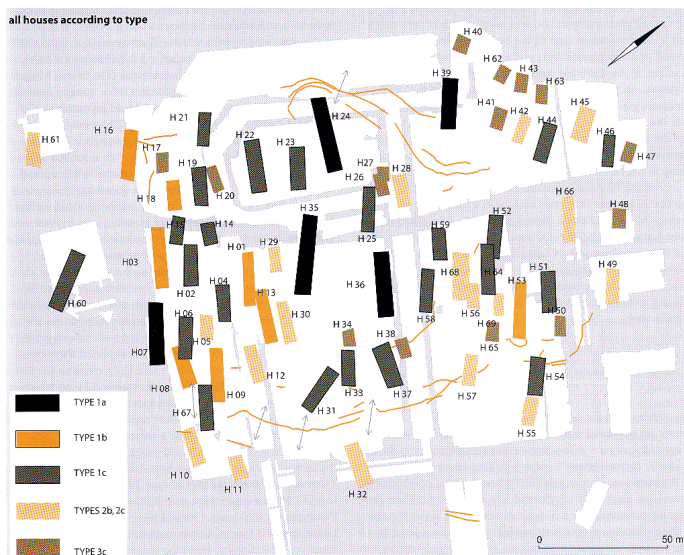 all houses according to type
H 40
H 62
H 43
H 39
H 63
H 61
H 16
H 21
H 24
H 41
H 42
H 45
H 22
H 23
H 44
H 46
H 17
H 19
H 27
H 28
H 47
H 26
H 18
H 20
H 66
H 35
H 48
H 52
H 14
H 59
H 25
H 01
H 29
H 03
H 68
H 64
H 51
H 49
H 36
H 02
H 04
H 53
H 60
H 13
H 56
H 06
H 30
H 58
H 50
H 34
H 69
H 05
H 38
H 65
H07
H 12
H 54
H 08
H 57
H 09
H 33
H 37
H 67
H 31
H 55
H 10
H 11
H 32
TYPE 1a
TYPE 1b
TYPE 1c
TYPES 2b, 2c
TYPE 3c
0
50 m